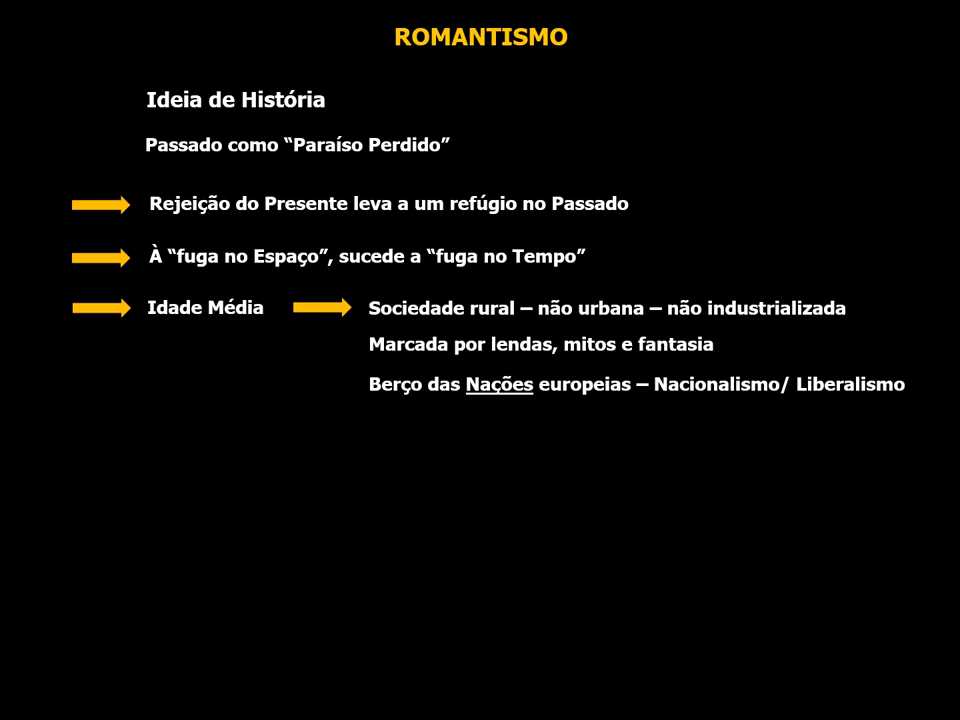 ROMANTISMO
Ideia de História
Passado como “Paraíso Perdido”
Rejeição do Presente leva a um refúgio no Passado
À “fuga no Espaço”, sucede a “fuga no Tempo”
Idade Média
Sociedade rural – não urbana – não industrializada
Marcada por lendas, mitos e fantasia
Berço das Nações europeias – Nacionalismo/ Liberalismo